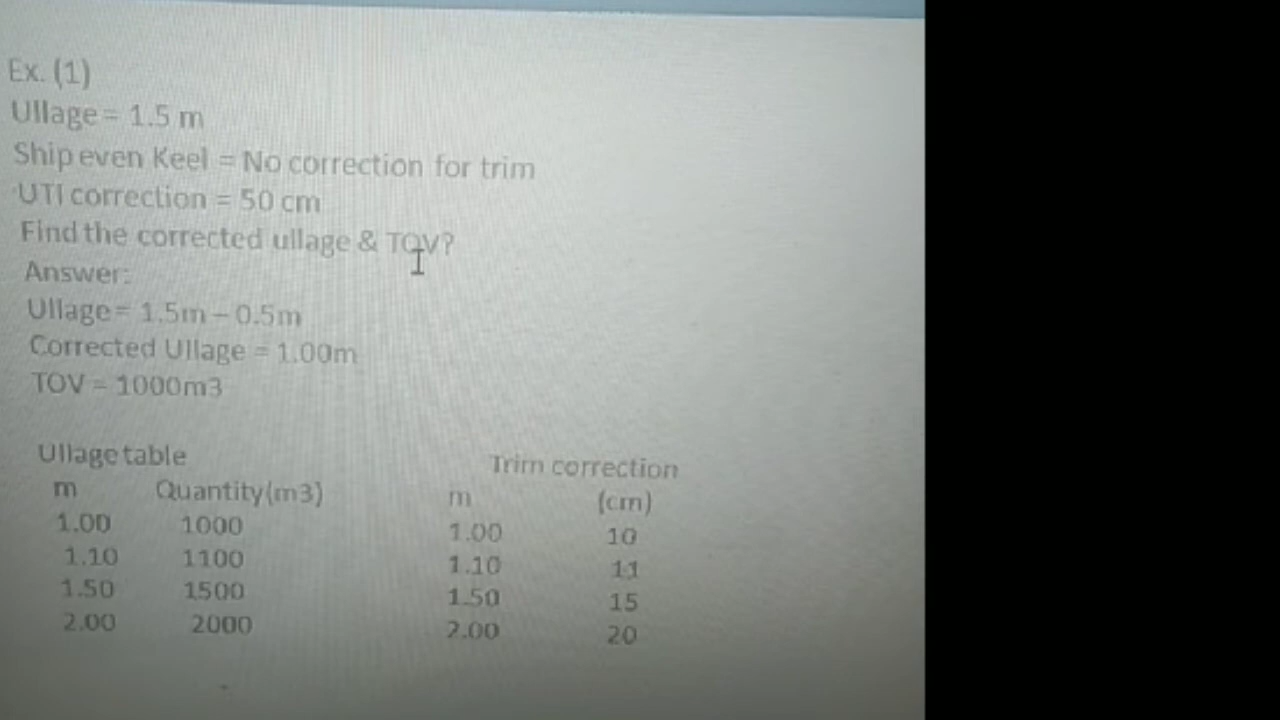 Ex. (1)
Ullage = 1.5 m
Ship even Keel = No correction for trim
UTI correction = 50 cm
Find the corrected ullage & TOV?
Answer:
Ullage = 1.5m – 0.5m
Corrected Ullage = 1.00m
TOV = 1000m3
Ullage table
m Quantity(m3)
1.00 1000
1.10 1100
1.50 1500
2.00 2000
Trim correction
m (cm)
1.00 10
1.10 11
1.50 15
2.00 20